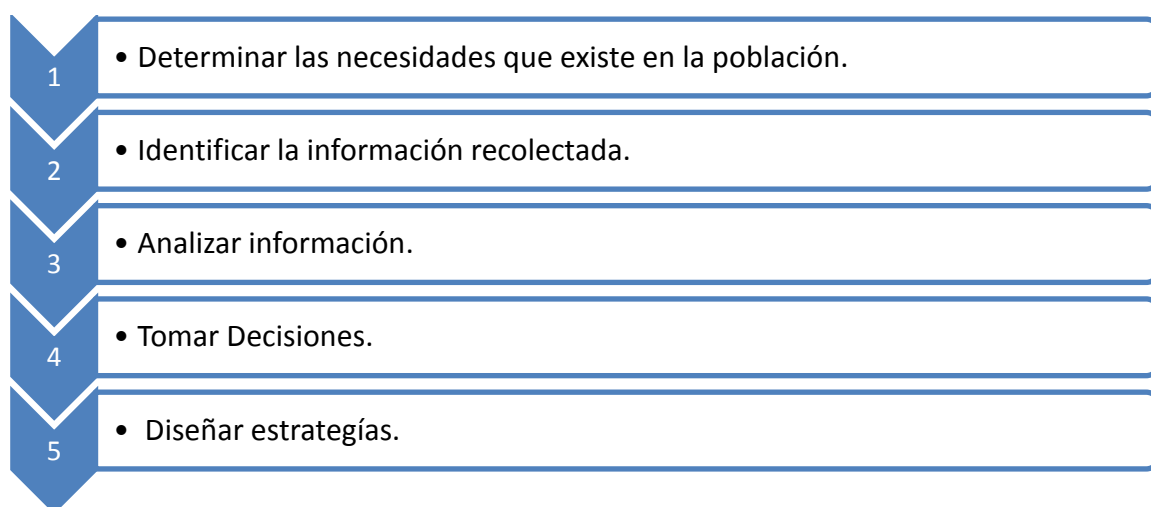 1 • Determinar las necesidades que existe en la población.
2 • Identificar la información recolectada.
3 • Analizar información.
4 • Tomar Decisiones.
5 • Diseñar estrategías.